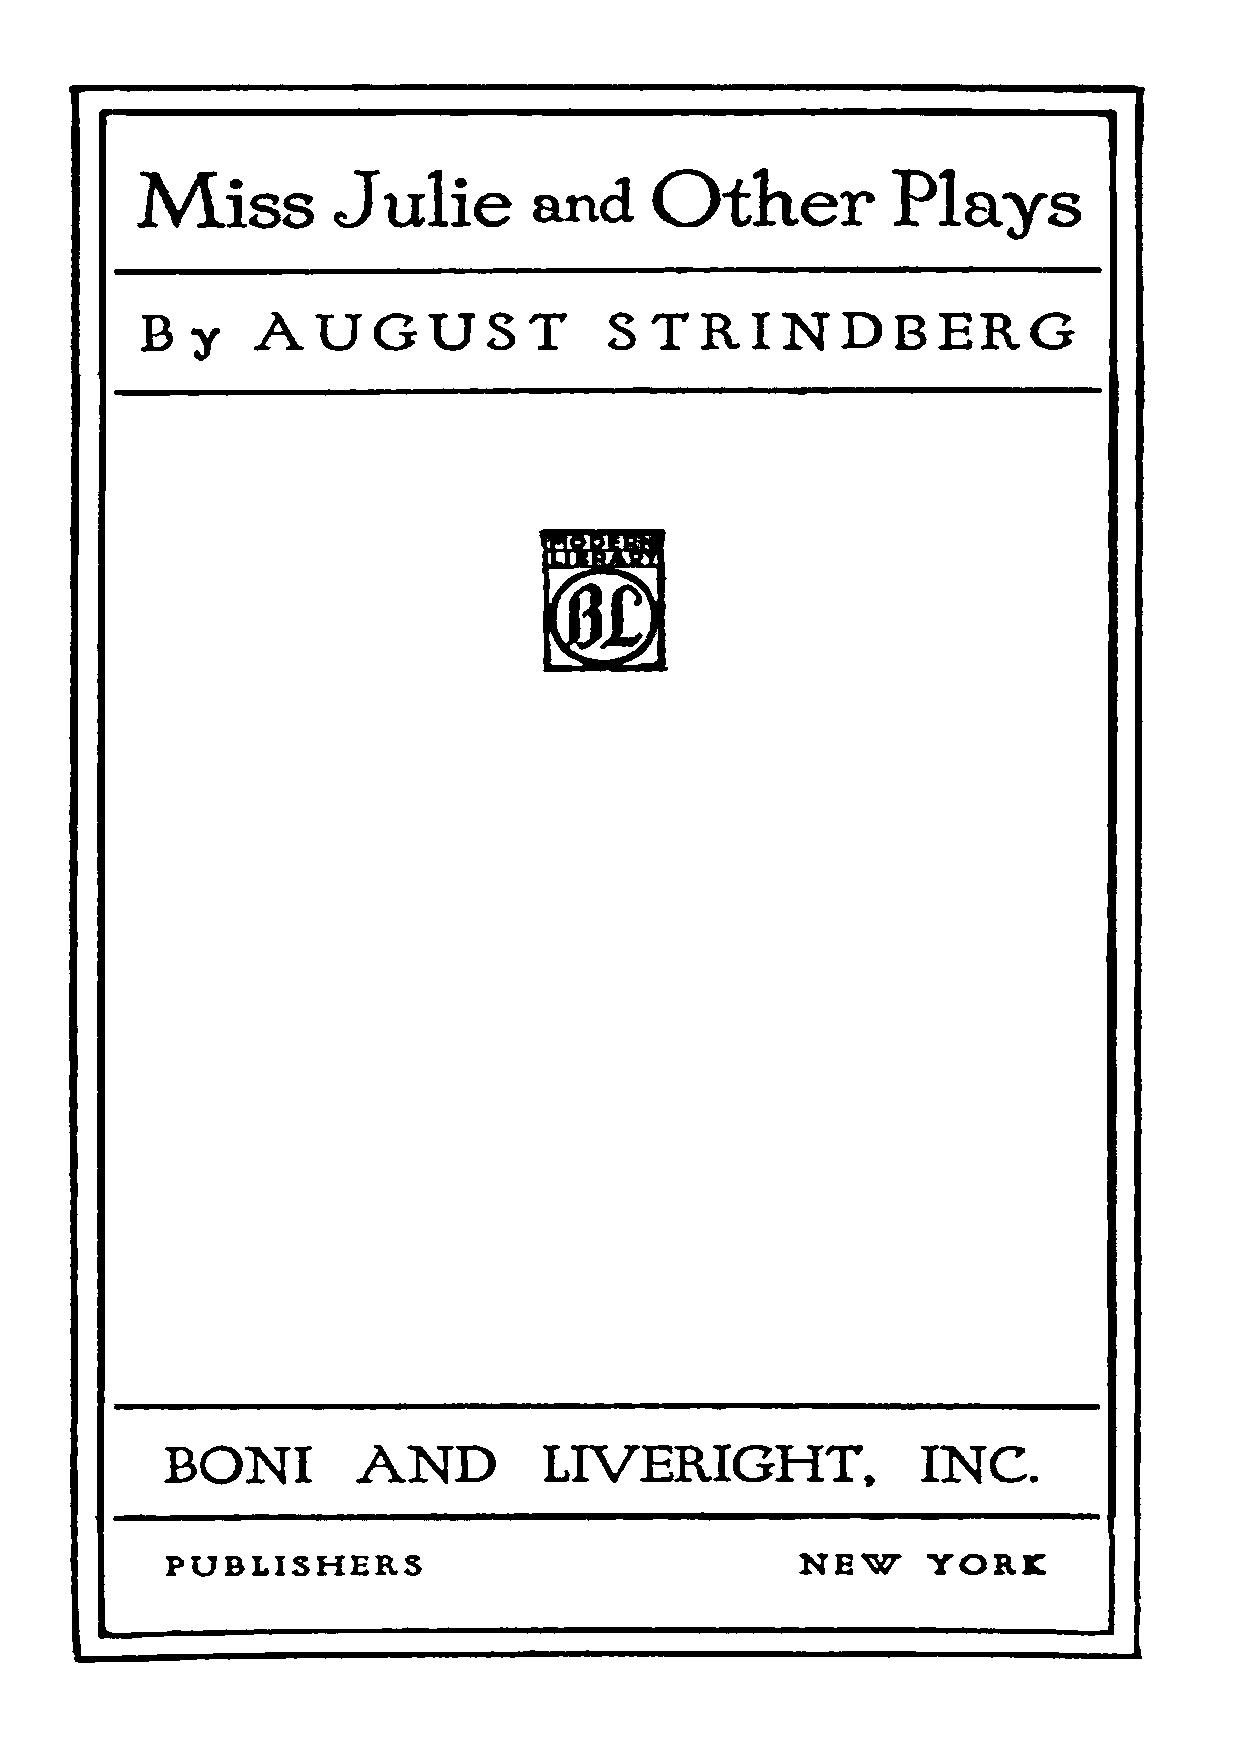 Miss Julie and Other Plays
By AUGUST STRINDBERG
MODERN
LIBRARY
BL
BONI AND LIVERIGHT, INC.
PUBLISHERS NEW YORK